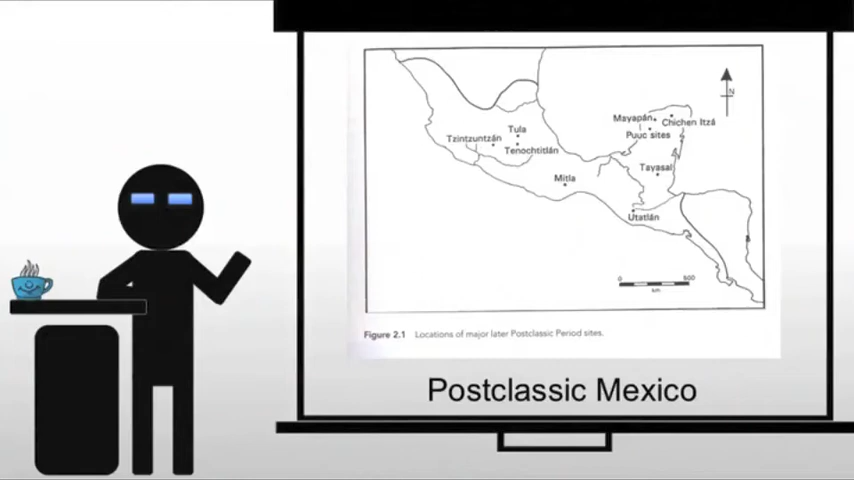 N
Mayapán
Chichen Itzá
Puuc sites
Tula
Tzintzuntzán
Tenochtitlán
Tayasal
Mitla
Utatlán
0 500
km
Figure 2.1 Locations of major later Postclassic Period sites.
Postclassic Mexico